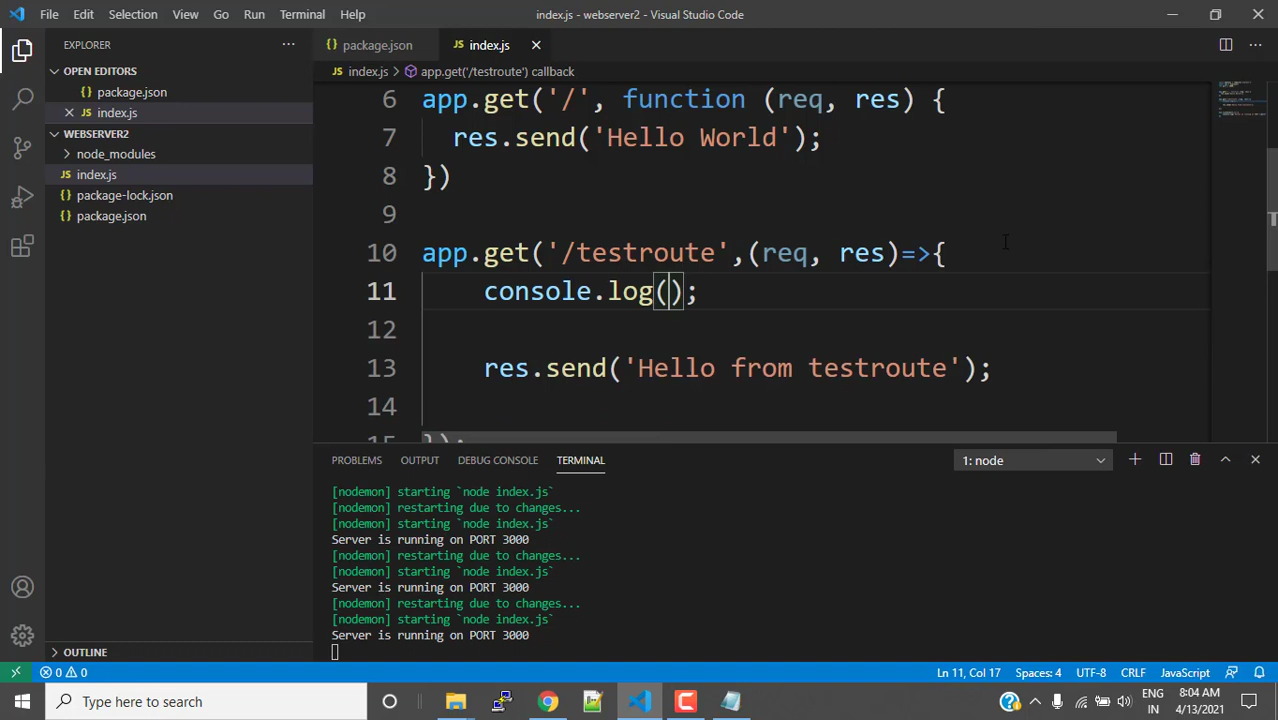 File Edit Selection View Go Run Terminal Help index.js - webserver2 - Visual Studio Code
EXPLORER
OPEN EDITORS
{} package.json
JS index.js
WEBSERVER2
node_modules
JS index.js
{} package-lock.json
{} package.json
OUTLINE
{} package.json JS index.js
JS index.js > app.get('/testroute') callback
6 app.get('/', function (req, res) {
7 res.send('Hello World');
8 })
9
10 app.get('/testroute',(req, res)=>{
11 console.log();
12
13 res.send('Hello from testroute');
14
15 });
PROBLEMS OUTPUT DEBUG CONSOLE TERMINAL 1: node
[nodemon] starting `node index.js`
[nodemon] restarting due to changes...
[nodemon] starting `node index.js`
Server is running on PORT 3000
[nodemon] restarting due to changes...
[nodemon] starting `node index.js`
Server is running on PORT 3000
[nodemon] restarting due to changes...
[nodemon] starting `node index.js`
Server is running on PORT 3000
0 0 Ln 11, Col 17 Spaces: 4 UTF-8 CRLF JavaScript
Type here to search
ENG
IN
8:04 AM
4/13/2021